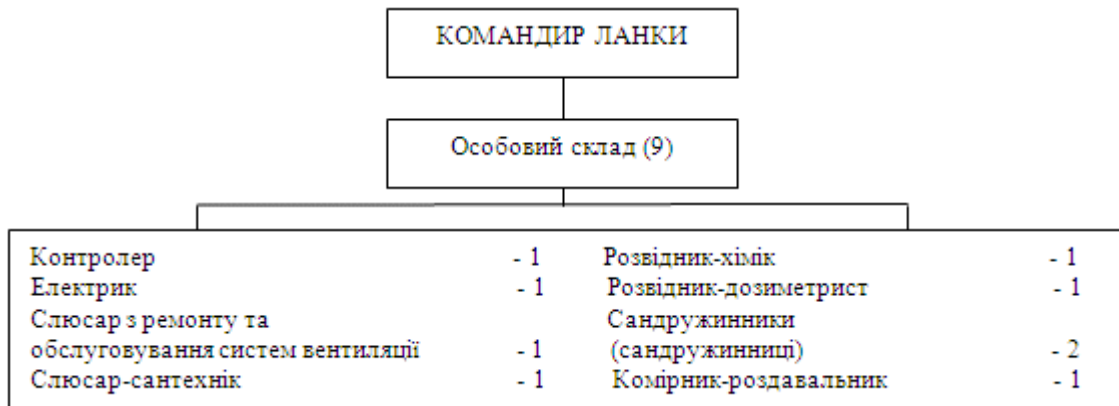 КОМАНДИР ЛАНКИ
Особовий склад (9)
Контролер - 1
Електрик - 1
Слюсар з ремонту та
обслуговування систем вентиляції - 1
Слюсар-сантехнік - 1
Розвідник-хімік - 1
Розвідник-дозиметрист - 1
Сандружинники
(сандружинниці) - 2
Комірник-роздавальник - 1